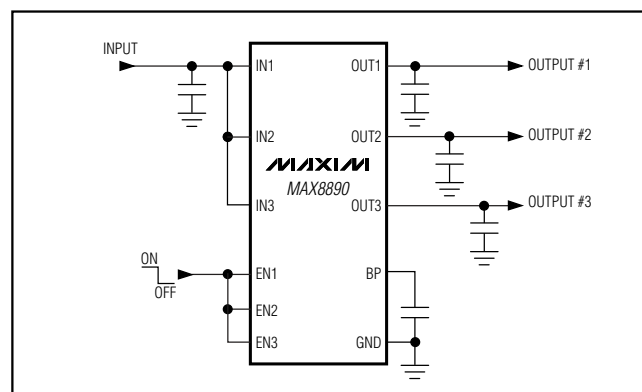 INPUT
IN1
OUT1
OUTPUT #1
IN2
OUT2
OUTPUT #2
MAXIM
MAX8890
IN3
OUT3
OUTPUT #3
ON
OFF
EN1
BP
EN2
EN3
GND